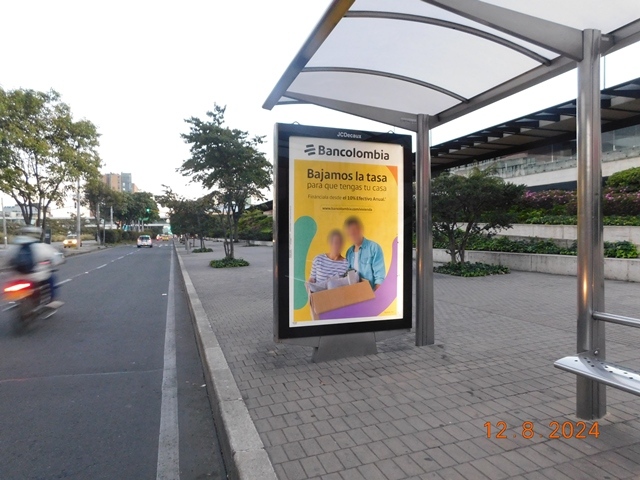 JCDecaux
Bancolombia
Bajamos la tasa
para que tengas tu casa
12.8.2024